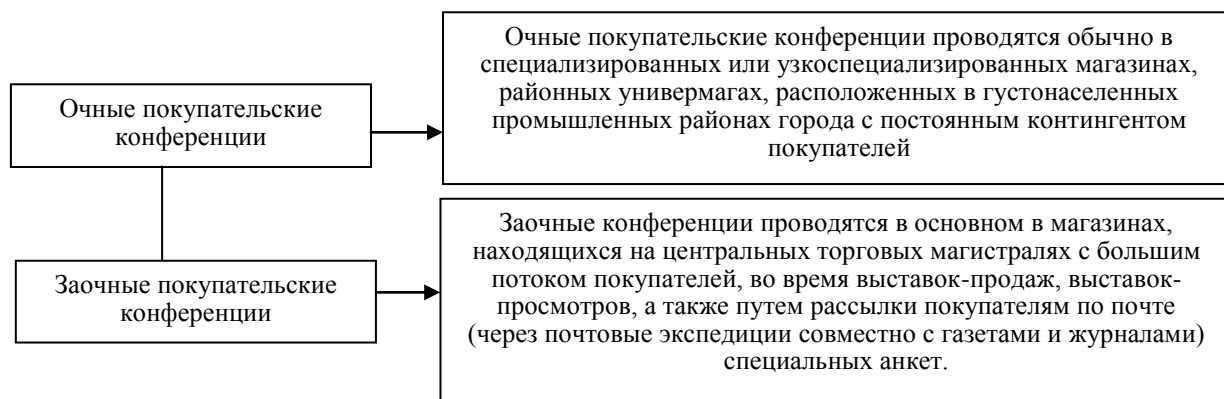 Очные покупательские
конференции
Очные покупательские конференции проводятся обычно в
специализированных или узкоспециализированных магазинах,
районных универмагах, расположенных в густонаселенных
промышленных районах города с постоянным контингентом
покупателей
Заочные покупательские
конференции
Заочные конференции проводятся в основном в магазинах,
находящихся на центральных торговых магистралях с большим
потоком покупателей, во время выставок-продаж, выставок-
просмотров, а также путем рассылки покупателям по почте
(через почтовые экспедиции совместно с газетами и журналами)
специальных анкет.